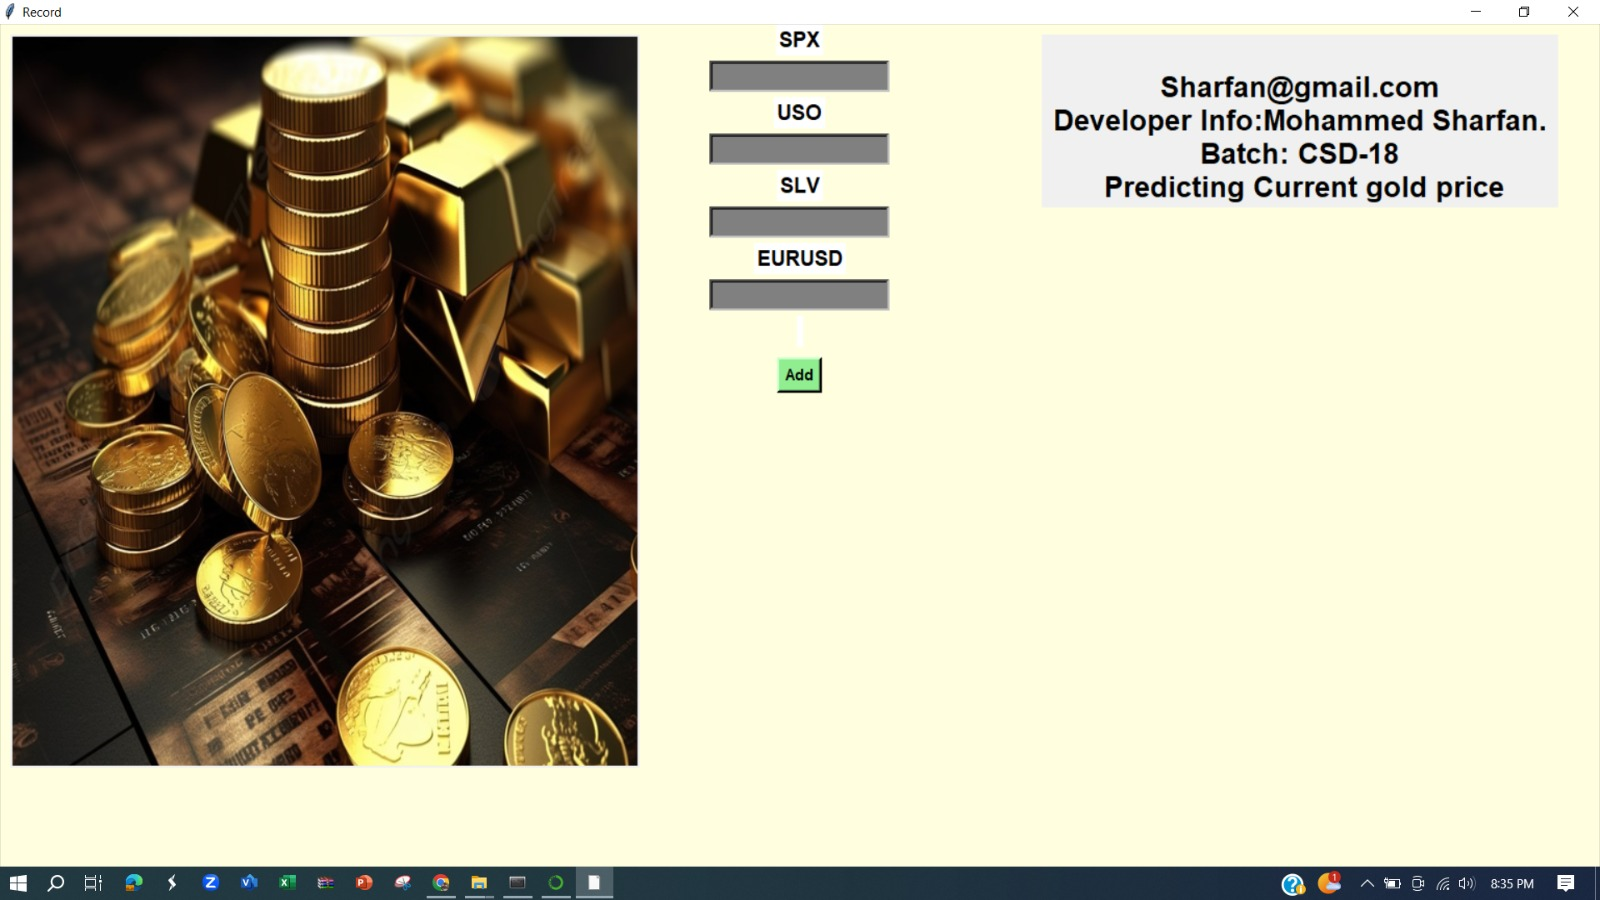 Record
SPX
USO
SLV
EURUSD
Add
Sharfan@gmail.com
Developer Info:Mohammed Sharfan.
Batch: CSD-18
Predicting Current gold price
1
8:35 PM